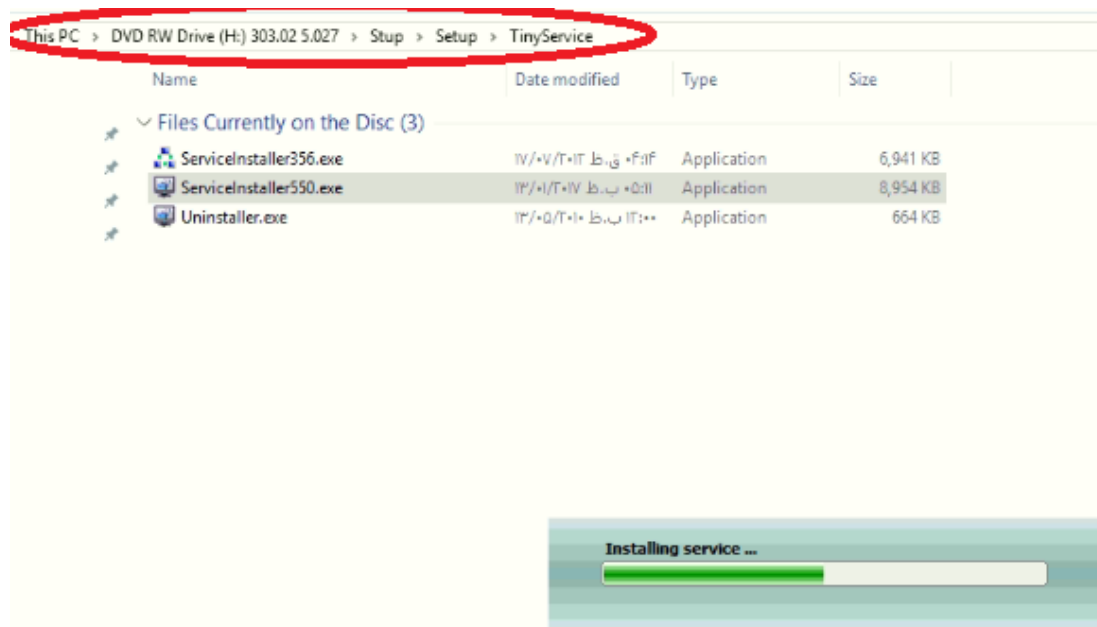 This PC > DVD RW Drive (H:) 303.02 5.027 > Stup > Setup > TinyService
Name Date modified Type Size
Files Currently on the Disc (3)
ServiceInstaller356.exe ۱۷/۰۷/۲۰۱۳ ۰۴:۱۴ ق.ظ Application 6,941 KB
ServiceInstaller550.exe ۱۳/۰۱/۲۰۱۷ ۰۵:۱۱ ب.ظ Application 8,954 KB
Uninstaller.exe ۱۳/۰۵/۲۰۱۰ ۱۲:۰۰ ب.ظ Application 664 KB
Installing service ...